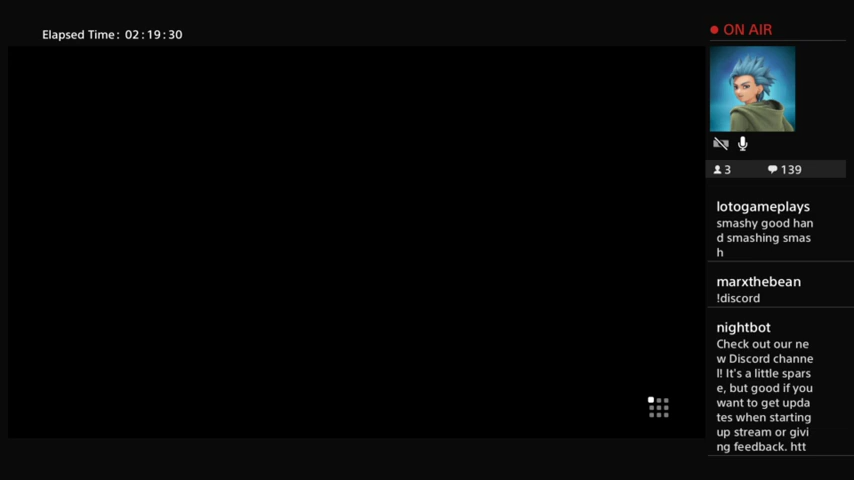 Elapsed Time: 02:19:30
ON AIR
3
139
lotogameplays
smashy good han
d smashing smas
h
marxthebean
!discord
nightbot
Check out our ne
w Discord channe
l! It's a little spars
e, but good if you
want to get upda
tes when starting
up stream or givi
ng feedback. htt